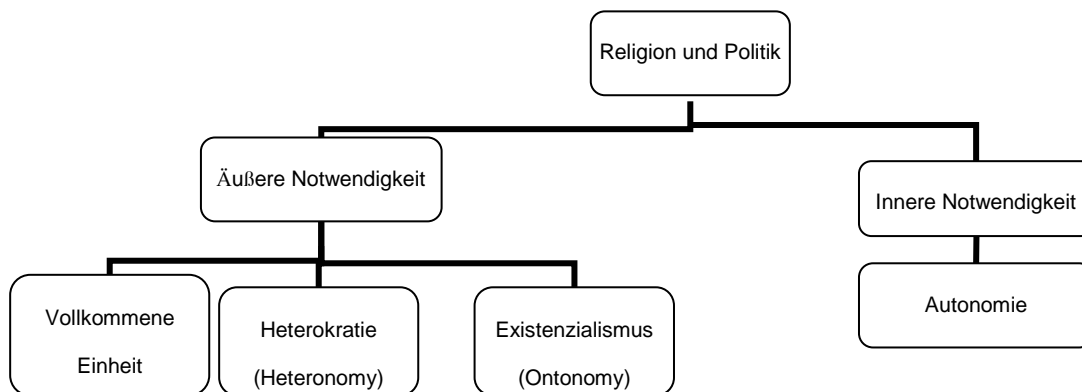 Religion und Politik
Äußere Notwendigkeit
Innere Notwendigkeit
Vollkommene
Einheit
Heterokratie
(Heteronomy)
Existenzialismus
(Ontonomy)
Autonomie